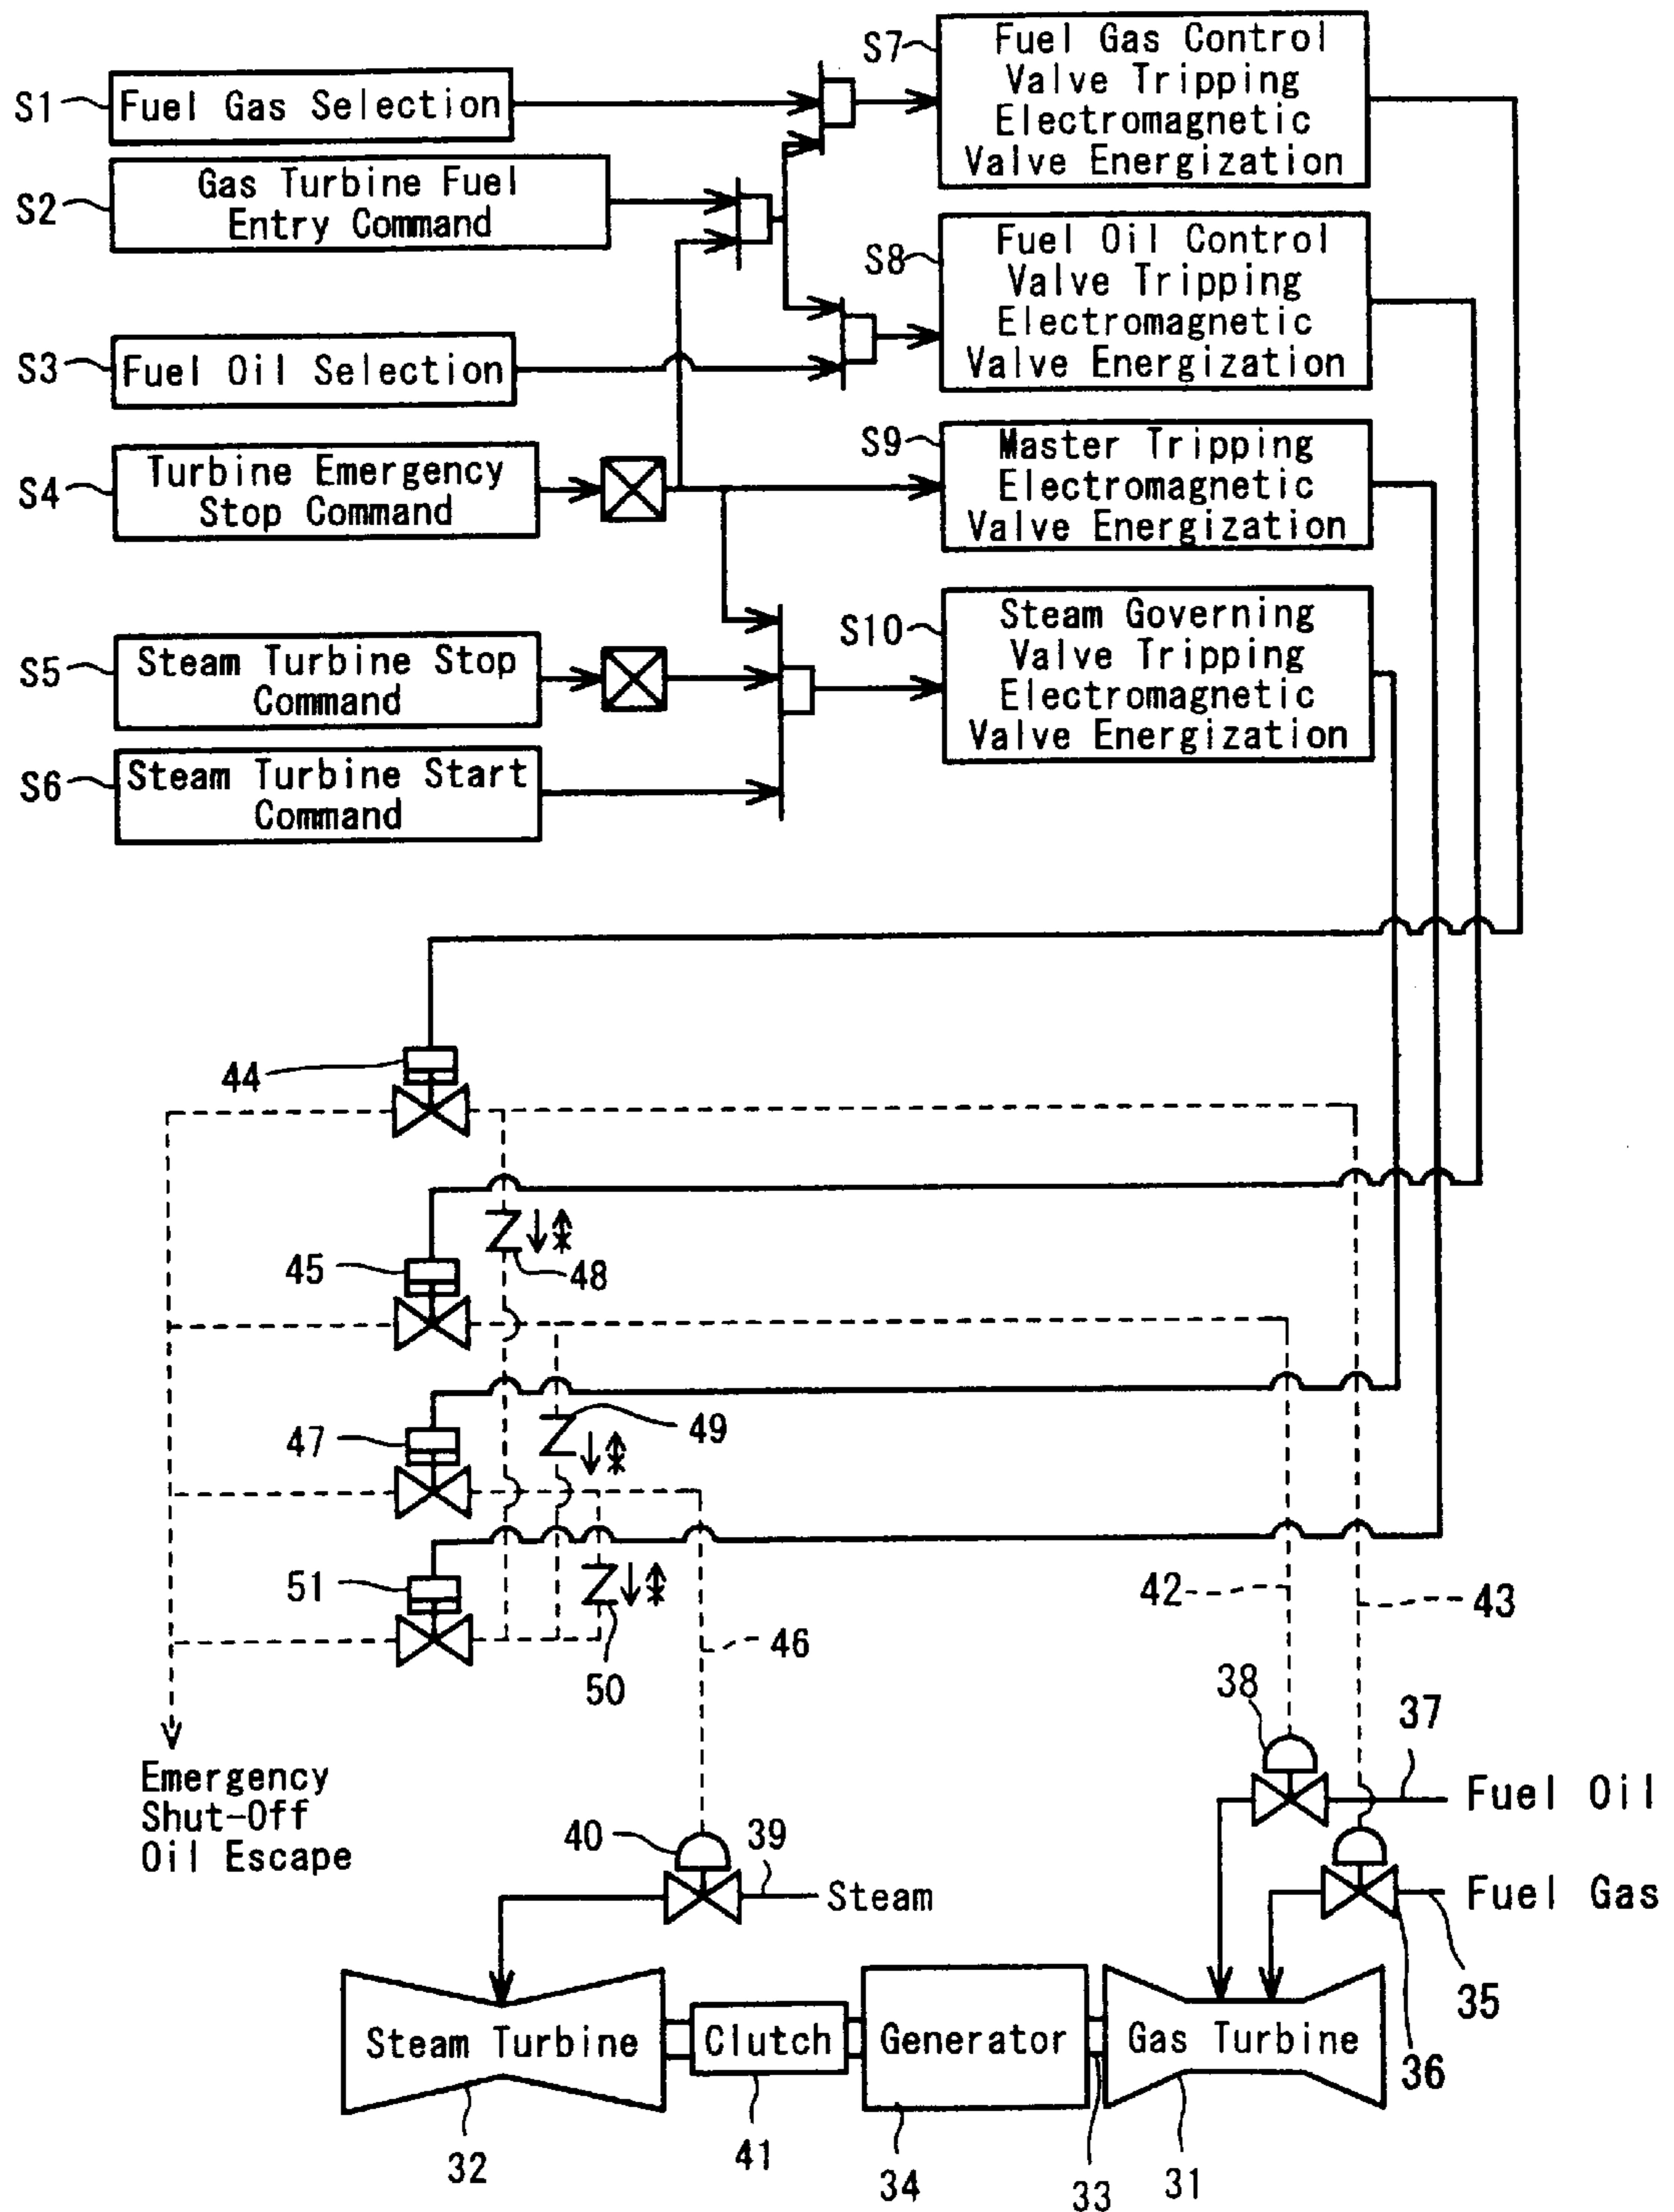 S1
Fuel Gas Selection
S2
Gas Turbine Fuel
Entry Command
S3
Fuel Oil Selection
S4
Turbine Emergency
Stop Command
S5
Steam Turbine Stop
Command
S6
Steam Turbine Start
Command
S7
Fuel Gas Control
Valve Tripping
Electromagnetic
Valve Energization
S8
Fuel Oil Control
Valve Tripping
Electromagnetic
Valve Energization
S9
Master Tripping
Electromagnetic
Valve Energization
S10
Steam Governing
Valve Tripping
Electromagnetic
Valve Energization
44
45
48
47
49
51
50
46
42
43
38
37
Fuel Oil
Emergency
Shut-Off
Oil Escape
40
39
Steam
Fuel Gas
35
36
Steam Turbine
Clutch
Generator
Gas Turbine
32
41
34
33
31